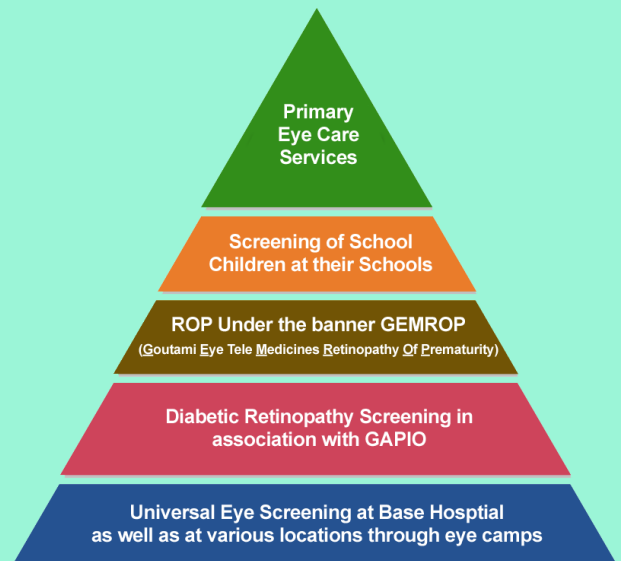 Primary
Eye Care
Services
Screening of School
Children at their Schools
ROP Under the banner GEMROP
(Goutami Eye Tele Medicines Retinopathy Of Prematurity)
Diabetic Retinopathy Screening in
association with GAPIO
Universal Eye Screening at Base Hosptial
as well as at various locations through eye camps